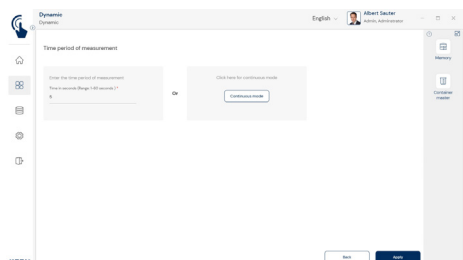 Dynamic
Dynamic
English
Albert Sauter
Admin, Administrator
Time period of measurement
Memory
Enter the time period of measurement
Time in seconds (Range 1-60 seconds) *
6
Or
Click here for continuous mode
Continuous mode
Container
master
Back
Apply